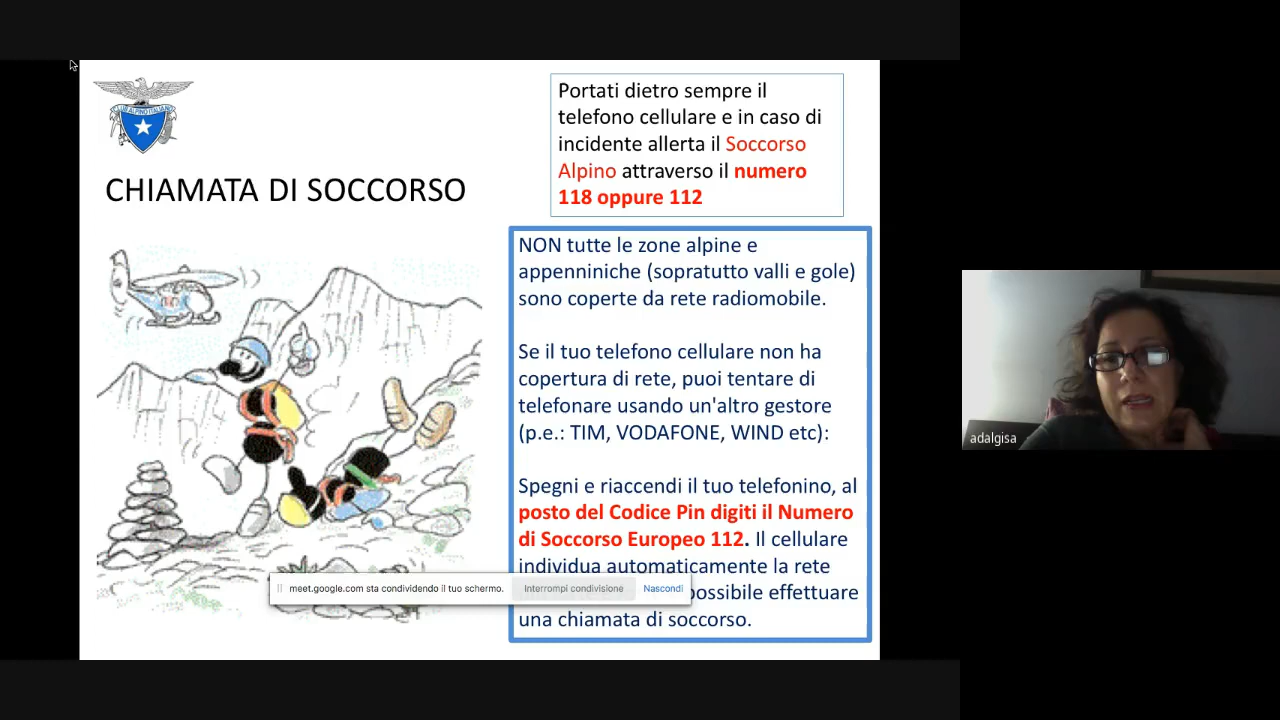 CLUB ALPINO ITALIANO
CHIAMATA DI SOCCORSO
Portati dietro sempre il
telefono cellulare e in caso di
incidente allerta il Soccorso
Alpino attraverso il numero
118 oppure 112
NON tutte le zone alpine e
appenniniche (sopratutto valli e gole)
sono coperte da rete radiomobile.
Se il tuo telefono cellulare non ha
copertura di rete, puoi tentare di
telefonare usando un'altro gestore
(p.e.: TIM, VODAFONE, WIND etc):
Spegni e riaccendi il tuo telefonino, al
posto del Codice Pin digiti il Numero
di Soccorso Europeo 112. Il cellulare
individua automaticamente la rete
possibile effettuare
una chiamata di soccorso.
meet.google.com sta condividendo il tuo schermo.
Interrompi condivisione
Nascondi
adalgisa